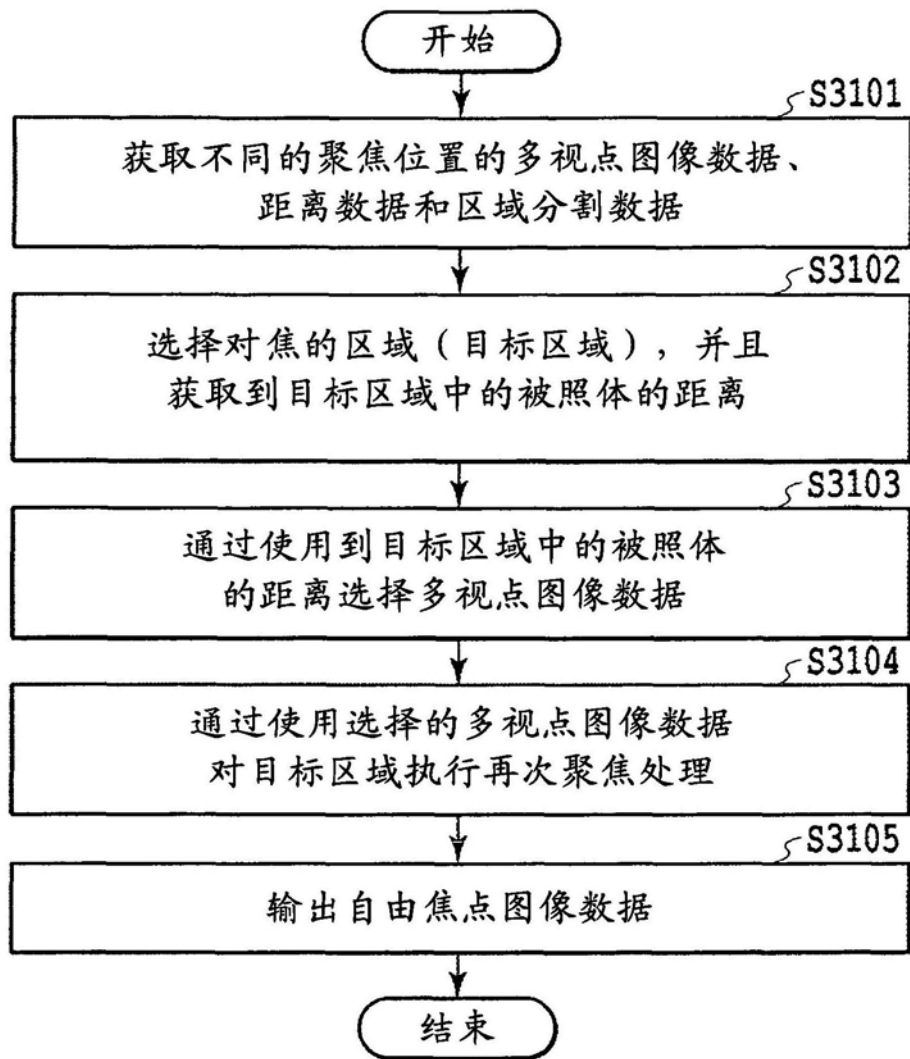 开始
S3101
获取不同的聚焦位置的多视点图像数据、
距离数据和区域分割数据
S3102
选择对焦的区域（目标区域），并且
获取到目标区域中的被照体的距离
S3103
通过使用到目标区域中的被照体
的距离选择多视点图像数据
S3104
通过使用选择的多视点图像数据
对目标区域执行再次聚焦处理
S3105
输出自由焦点图像数据
结束